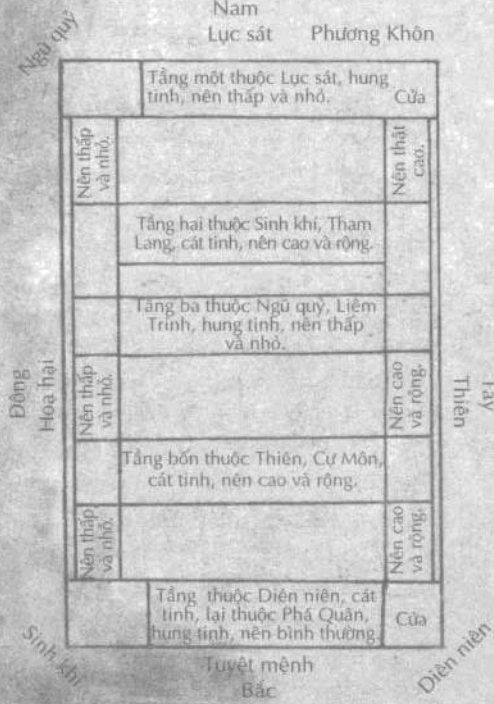 Nam
Lục sát Phương Khôn
Ngũ quỷ
Tầng một thuộc Lục sát, hung
tinh, nên thấp và nhỏ. Cửa
Nên thấp
và nhỏ.
Nên thật
cao.
Tầng hai thuộc Sinh khí, Tham
Lang, cát tinh, nên cao và rộng.
Tầng ba thuộc Ngũ quỷ, Liêm
Trinh, hung tinh, nên thấp
và nhỏ.
Đông
Hoạ hại
Nên thấp
và nhỏ.
Nên cao
và rộng.
Tây
Thiên
Tầng bốn thuộc Thiên, Cự Môn,
cát tinh, nên cao và rộng.
Nên thấp
và nhỏ.
Nên cao
và rộng.
Tầng thuộc Diên niên, cát
tinh, lại thuộc Phá Quân,
hung tinh, nên bình thường. Cửa
Sinh khí
Tuyệt mệnh
Diên niên
Bắc